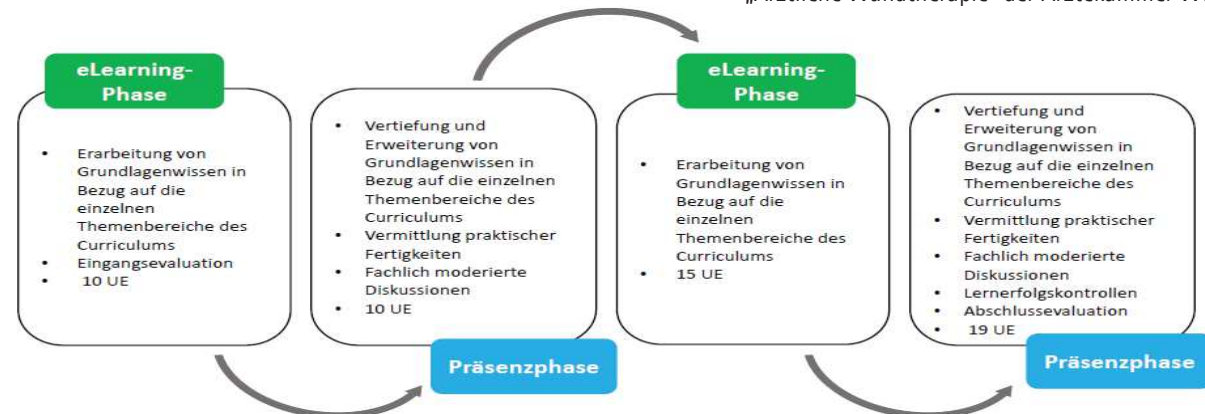 eLearning-
Phase
• Erarbeitung von
Grundlagenwissen in
Bezug auf die
einzelnen
Themenbereiche des
Curriculums
• Eingangsevaluation
• 10 UE
• Vertiefung und
Erweiterung von
Grundlagenwissen in
Bezug auf die einzelnen
Themenbereiche des
Curriculums
• Vermittlung praktischer
Fertigkeiten
• Fachlich moderierte
Diskussionen
• 10 UE
Präsenzphase
eLearning-
Phase
• Erarbeitung von
Grundlagenwissen in
Bezug auf die
einzelnen
Themenbereiche des
Curriculums
• 15 UE
• Vertiefung und
Erweiterung von
Grundlagenwissen in
Bezug auf die einzelnen
Themenbereiche des
Curriculums
• Vermittlung praktischer
Fertigkeiten
• Fachlich moderierte
Diskussionen
• Lernerfolgskontrollen
• Abschlussevaluation
• 19 UE
Präsenzphase